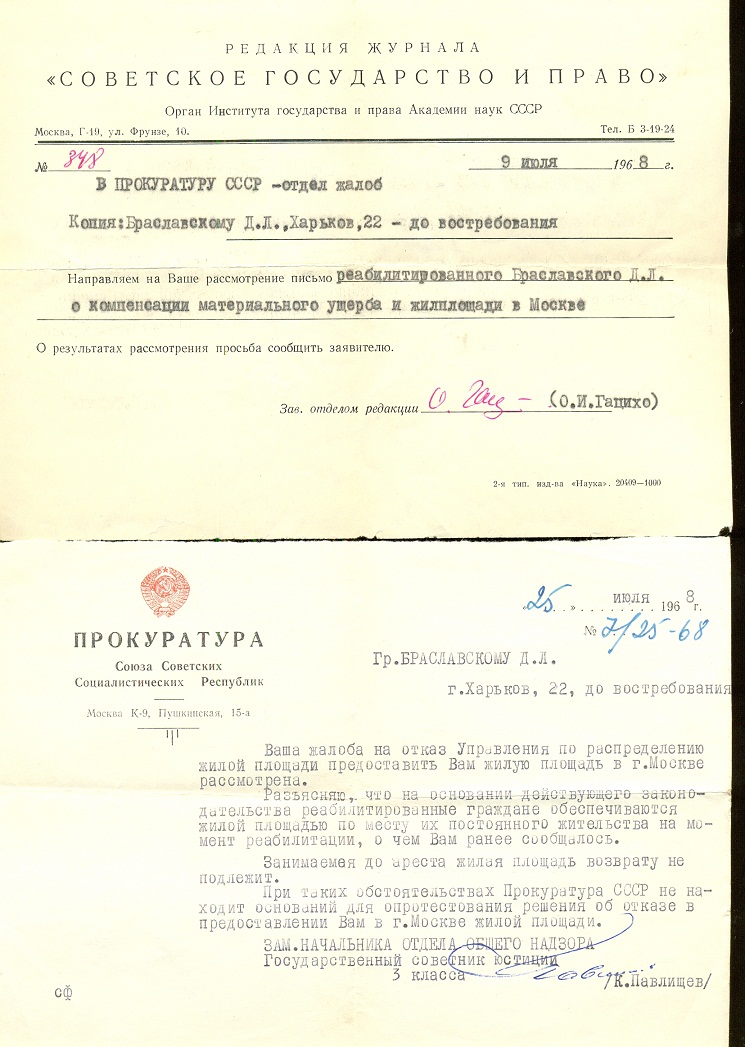 РЕДАКЦИЯ ЖУРНАЛА
«СОВЕТСКОЕ ГОСУДАРСТВО И ПРАВО»
Орган Института государства и права Академии наук СССР
Москва, Г-19, ул. Фрунзе, 10.
Тел. Б 3-19-24
№ 348
9 июля 1968 г.
В ПРОКУРАТУРУ СССР -отдел жалоб
Копия:Браславскому Д.Л.,Харьков,22 - до востребования
Направляем на Ваше рассмотрение письмо реабилитированного Браславского Д.Л.
о компенсации материального ущерба и жилплощади в Москве
О результатах рассмотрения просьба сообщить заявителю.
Зав. отделом редакции О. Гац - (О.И.Гацихо)
2-я тип. изд-ва «Наука». 20409—1000
«25. . » . . . . . . . . июля 1968 г.
№ 7/25-68
ПРОКУРАТУРА
Союза Советских
Социалистических Республик
Москва К-9, Пушкинская, 15-а
Гр.БРАСЛАВСКОМУ Д.Л.
г.Харьков, 22, до востребования
Ваша жалоба на отказ Управления по распределению
жилой площади предоставить Вам жилую площадь в г.Москве
рассмотрена.
Разъясняю, что на основании действующего законо-
дательства реабилитированные граждане обеспечиваются
жилой площадью по месту их постоянного жительства на мо-
мент реабилитации, о чем Вам ранее сообщалось.
Занимаемея до ареста жилая площадь возврату не
подлежит.
При таких обстоятельствах Прокуратура СССР не на-
ходит оснований для опротестования решения об отказе в
предоставлении Вам в г.Москве жилой площади.
ЗАМ.НАЧАЛЬНИКА ОТДЕЛА ОБЩЕГО НАДЗОРА
Государственный советник юстиции
3 класса
/К.Павлищев/
сф